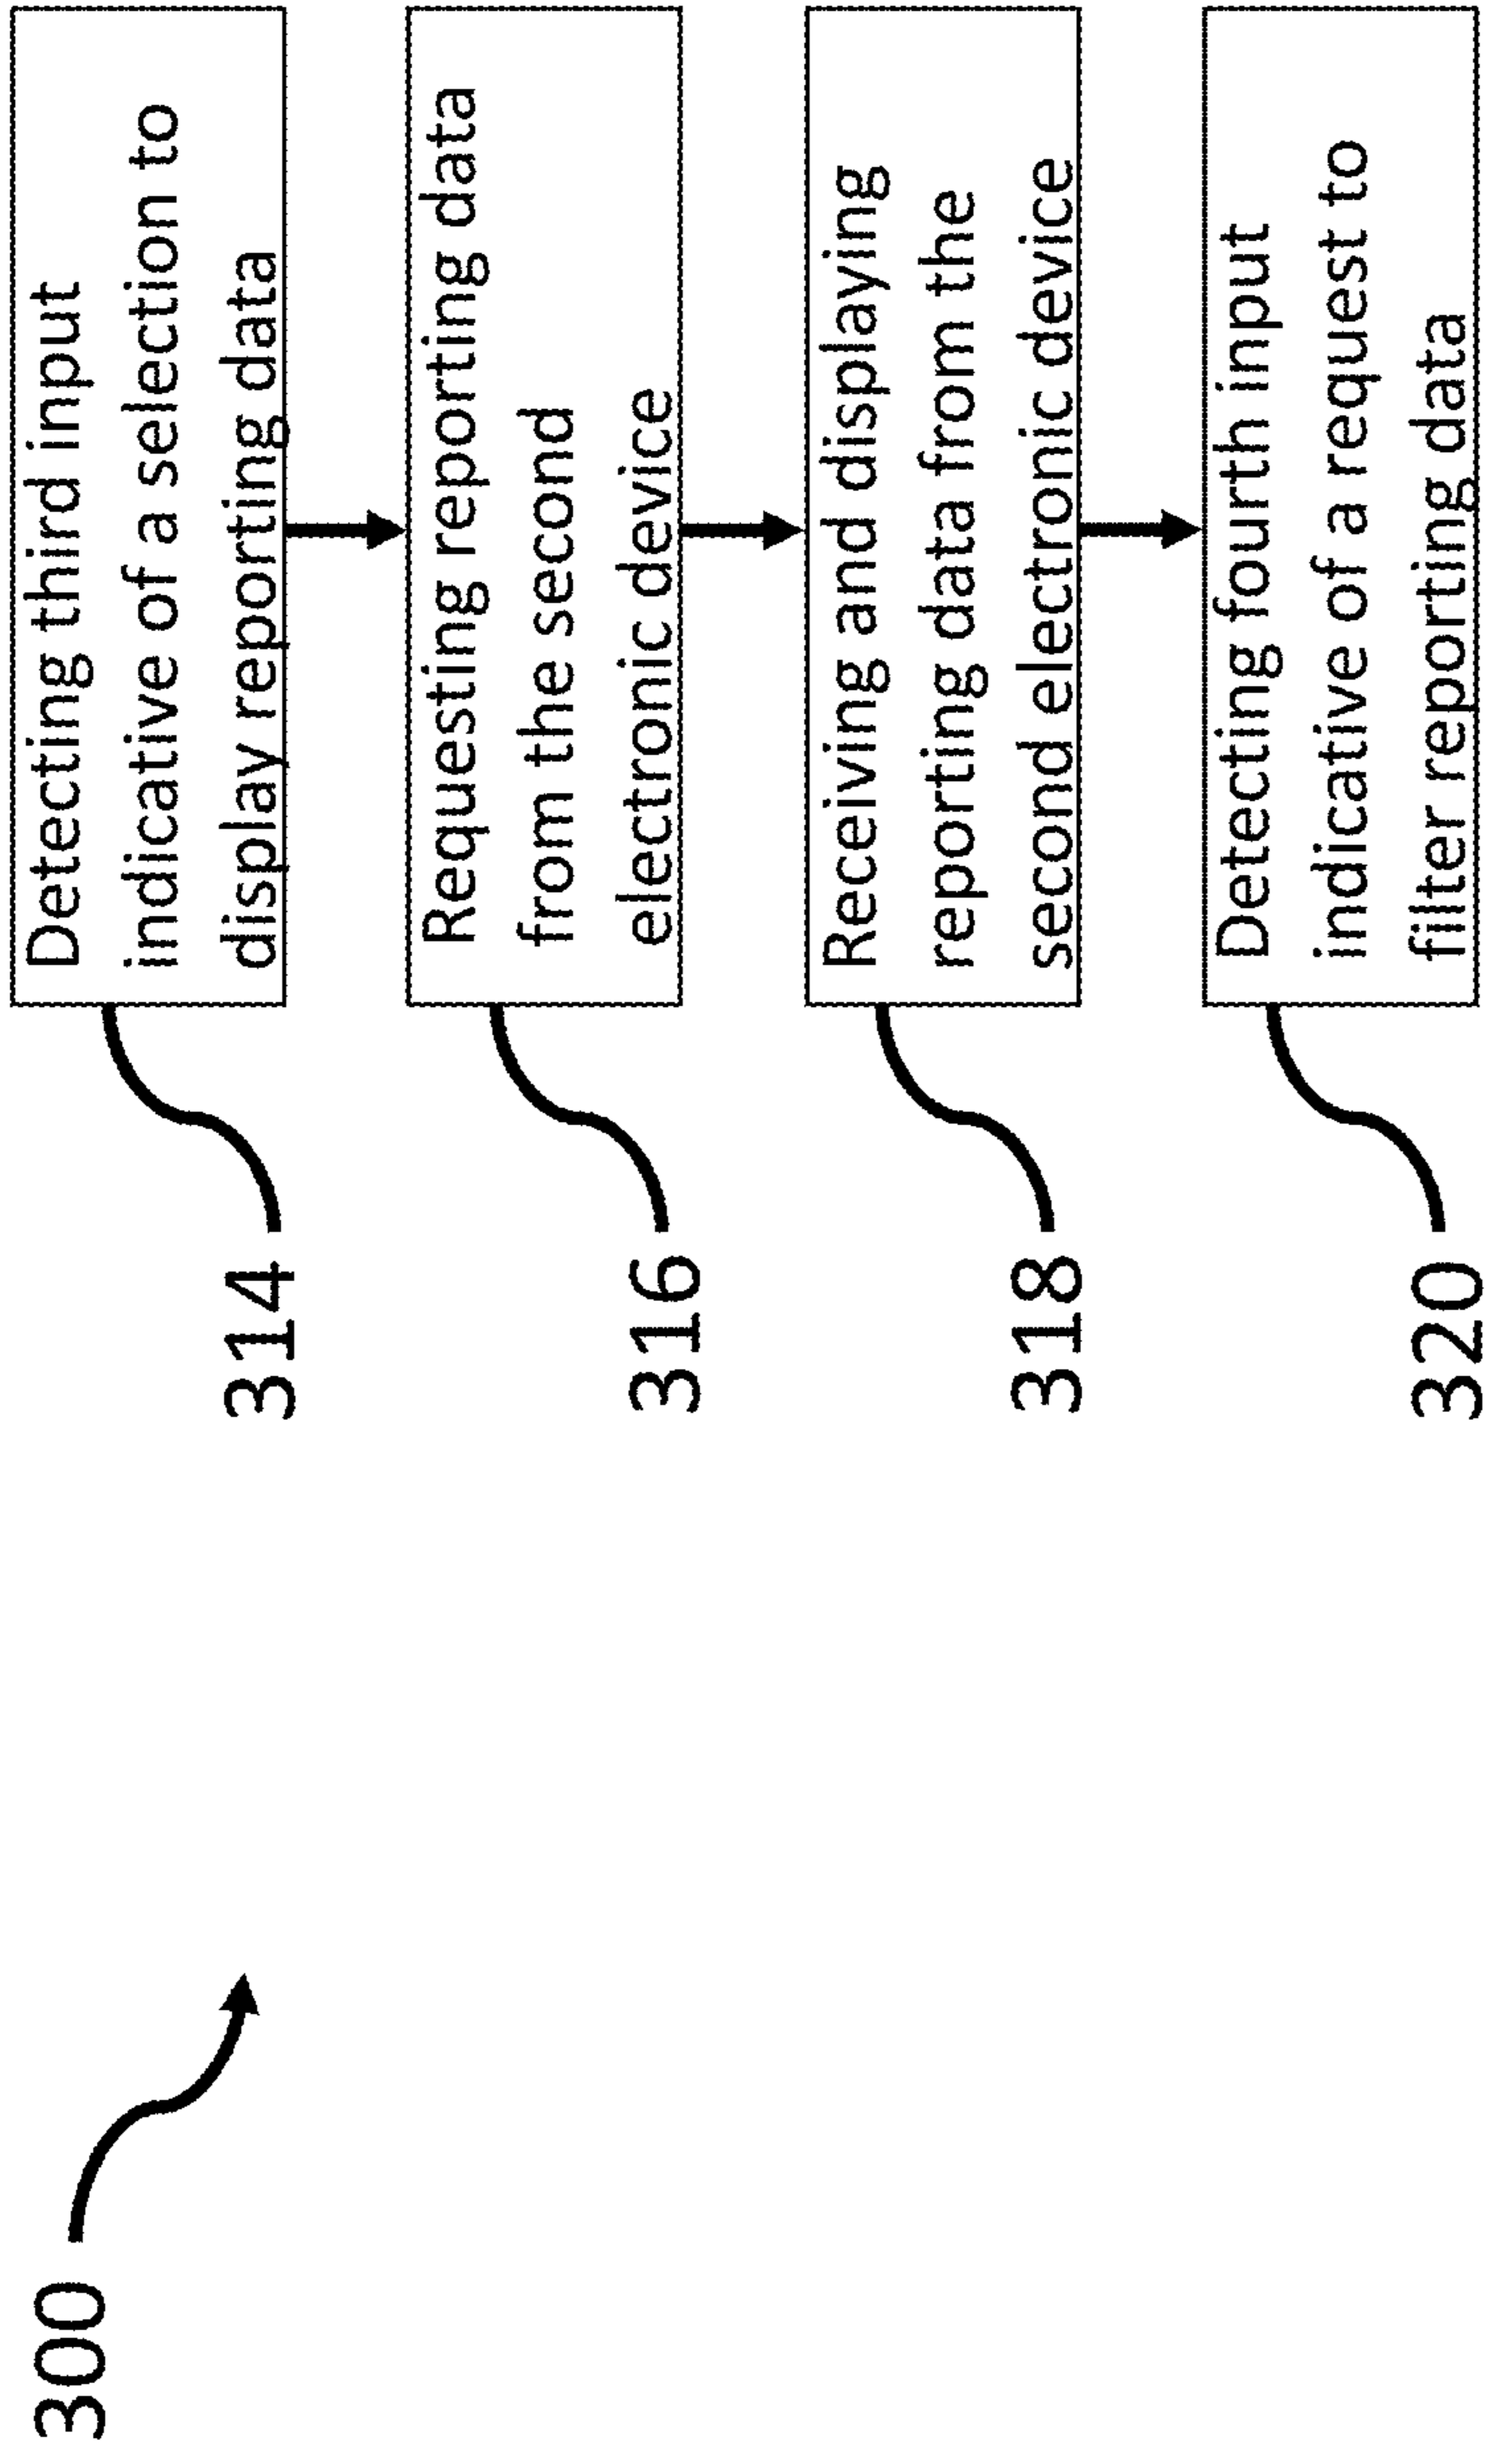 300
314
Detecting third input
indicative of a selection to
display reporting data
316
Requesting reporting data
from the second
electronic device
318
Receiving and displaying
reporting data from the
second electronic device
320
Detecting fourth input
indicative of a request to
filter reporting data